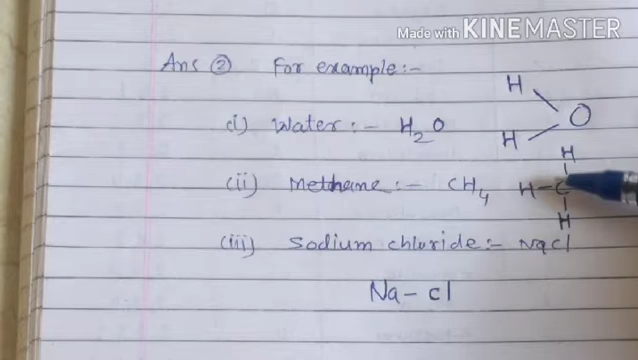 Made with KINEMASTER
Ans ② For example:-
H
(i) Water:- H2O
O
H
H
(ii) Methane:- CH4
H-C
H
(iii) Sodium chloride:- Nacl
Na-cl